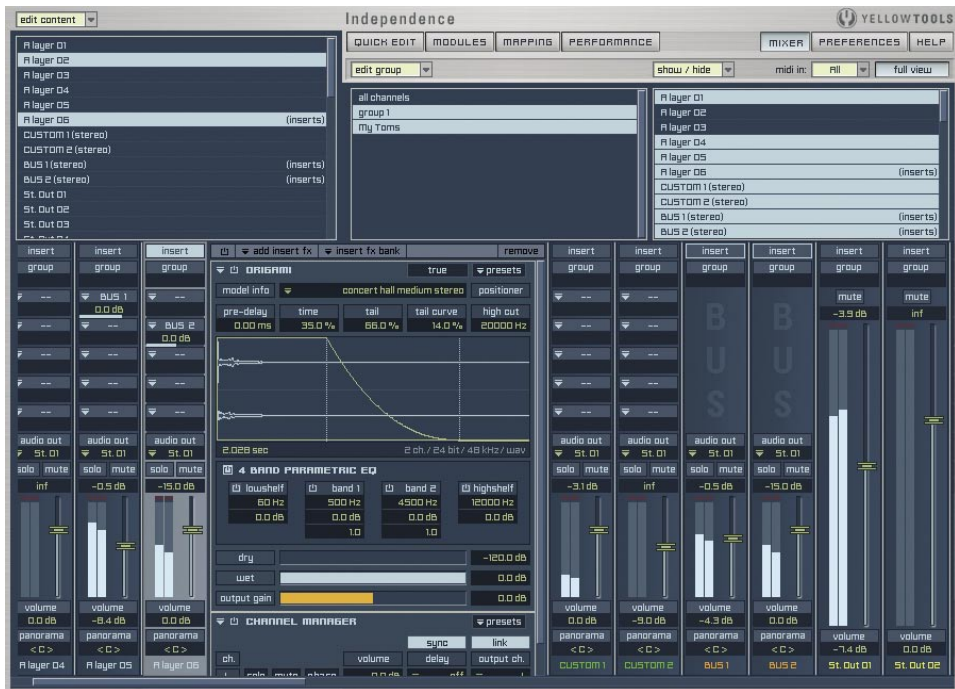 edit content
Independence
YELLOWTOOLS
QUICK EDIT
MODULES
MAPPING
PERFORMANCE
MIXER
PREFERENCES
HELP
edit group
show / hide
midi in:
All
full view
A layer 01
A layer 02
A layer 03
A layer 04
A layer 05
A layer 06 (inserts)
CUSTOM 1 (stereo)
CUSTOM 2 (stereo)
BUS 1 (stereo) (inserts)
BUS 2 (stereo) (inserts)
St. Out 01
St. Out 02
St. Out 03
all channels
group 1
My Toms
A layer 01
A layer 02
A layer 03
A layer 04
A layer 05
A layer 06 (inserts)
CUSTOM 1 (stereo)
CUSTOM 2 (stereo)
BUS 1 (stereo) (inserts)
BUS 2 (stereo) (inserts)
insert
group
--
--
--
--
--
audio out
St. 01
solo mute
inf
volume
0.0 dB
panorama
<C>
A layer 04
insert
group
BUS 1
0.0 dB
--
--
--
--
audio out
St. 01
solo mute
-0.5 dB
volume
-8.4 dB
panorama
<C>
A layer 05
insert
group
--
BUS 2
0.0 dB
--
--
--
audio out
St. 01
solo mute
-15.0 dB
volume
0.0 dB
panorama
<C>
A layer 06
add insert fx
insert fx bank
remove
ORIGAMI
true
presets
model info
concert hall medium stereo
positioner
pre-delay time tail tail curve high cut
0.00 ms 35.0 % 66.0 % 14.0 % 20000 Hz
2.028 sec
2 ch. / 24 bit / 48 kHz / wav
4 BAND PARAMETRIC EQ
lowshelf band 1 band 2 highshelf
60 Hz 500 Hz 4500 Hz 12000 Hz
0.0 dB 0.0 dB 0.0 dB 0.0 dB
1.0 1.0
dry -120.0 dB
wet 0.0 dB
output gain 0.0 dB
CHANNEL MANAGER
presets
sync link
ch. volume delay output ch.
solo mute phase 0.0 dB off
insert
group
--
--
--
--
--
audio out
St. 01
solo mute
-3.1 dB
volume
0.0 dB
panorama
<C>
CUSTOM 1
insert
group
--
--
--
--
--
audio out
St. 01
solo mute
inf
volume
-9.0 dB
panorama
<C>
CUSTOM 2
insert
group
BUS
audio out
St. 01
solo mute
-0.5 dB
volume
-4.3 dB
panorama
<C>
BUS 1
insert
group
BUS
audio out
St. 01
solo mute
-15.0 dB
volume
0.0 dB
panorama
<C>
BUS 2
mute
-3.9 dB
volume
-7.4 dB
St. Out 01
mute
inf
volume
0.0 dB
St. Out 02